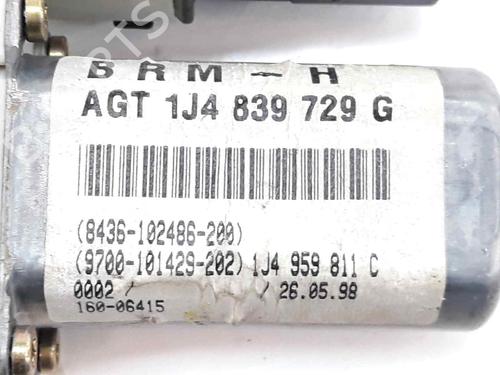 BRM-H
AGT 1J4 839 729 G
(8436-102486-200)
(9700-101429-202) 1J4 959 811 C
0002 / / 26.05.98
160-06415